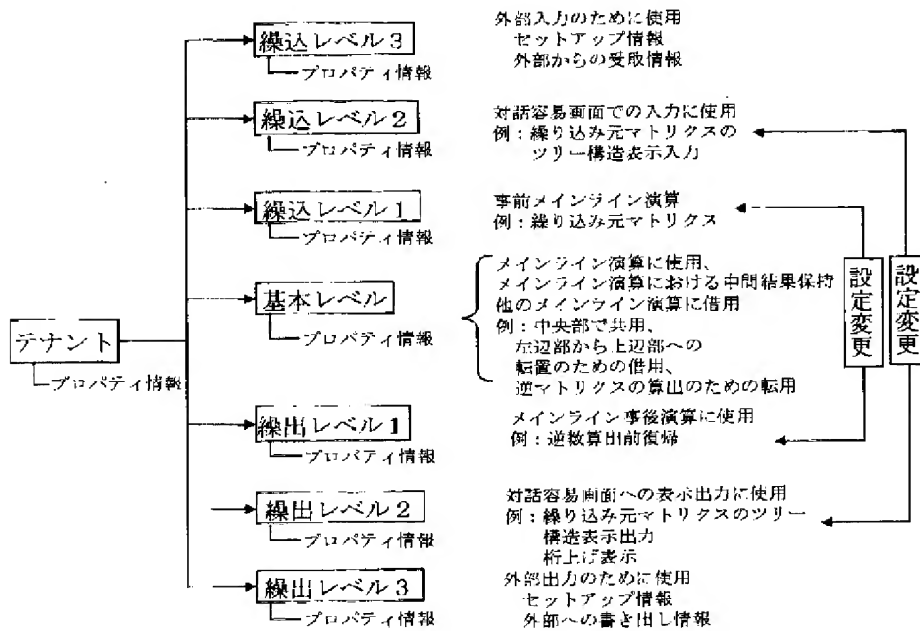 繰込レベル3
プロパティ情報
外部入力のために使用
セットアップ情報
外部からの受取情報
繰込レベル2
プロパティ情報
対話容易画面での入力に使用
例：繰り込み元マトリクスの
ツリー構造表示入力
繰込レベル1
プロパティ情報
事前メインライン演算
例：繰り込み元マトリクス
基本レベル
プロパティ情報
メインライン演算に使用、
メインライン演算における中間結果保持
他のメインライン演算に借用
例：中央部で共用、
左辺部から上辺部への
転置のための借用、
逆マトリクスの算出のための転用
設定変更
設定変更
テナント
プロパティ情報
繰出レベル1
プロパティ情報
メインライン事後演算に使用
例：逆数算出前復帰
繰出レベル2
プロパティ情報
対話容易画面への表示出力に使用
例：繰り込み元マトリクスのツリー
構造表示出力
桁上げ表示
繰出レベル3
プロパティ情報
外部出力のために使用
セットアップ情報
外部への書き出し情報